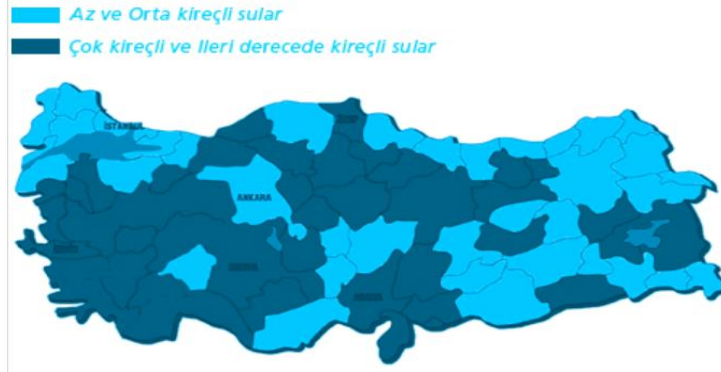 Az ve Orta kireçli sular
Çok kireçli ve Ileri derecede kireçli sular
İSTANBUL
ANKARA